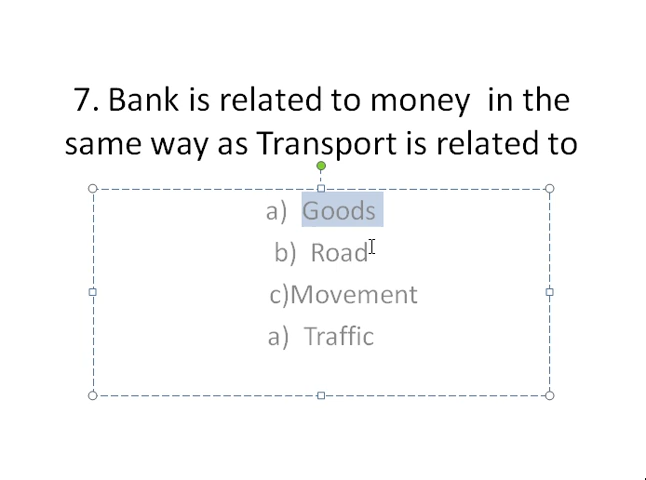 7. Bank is related to money  in the
same way as Transport is related to
a)  Goods
b)  Road
c)Movement
a)  Traffic